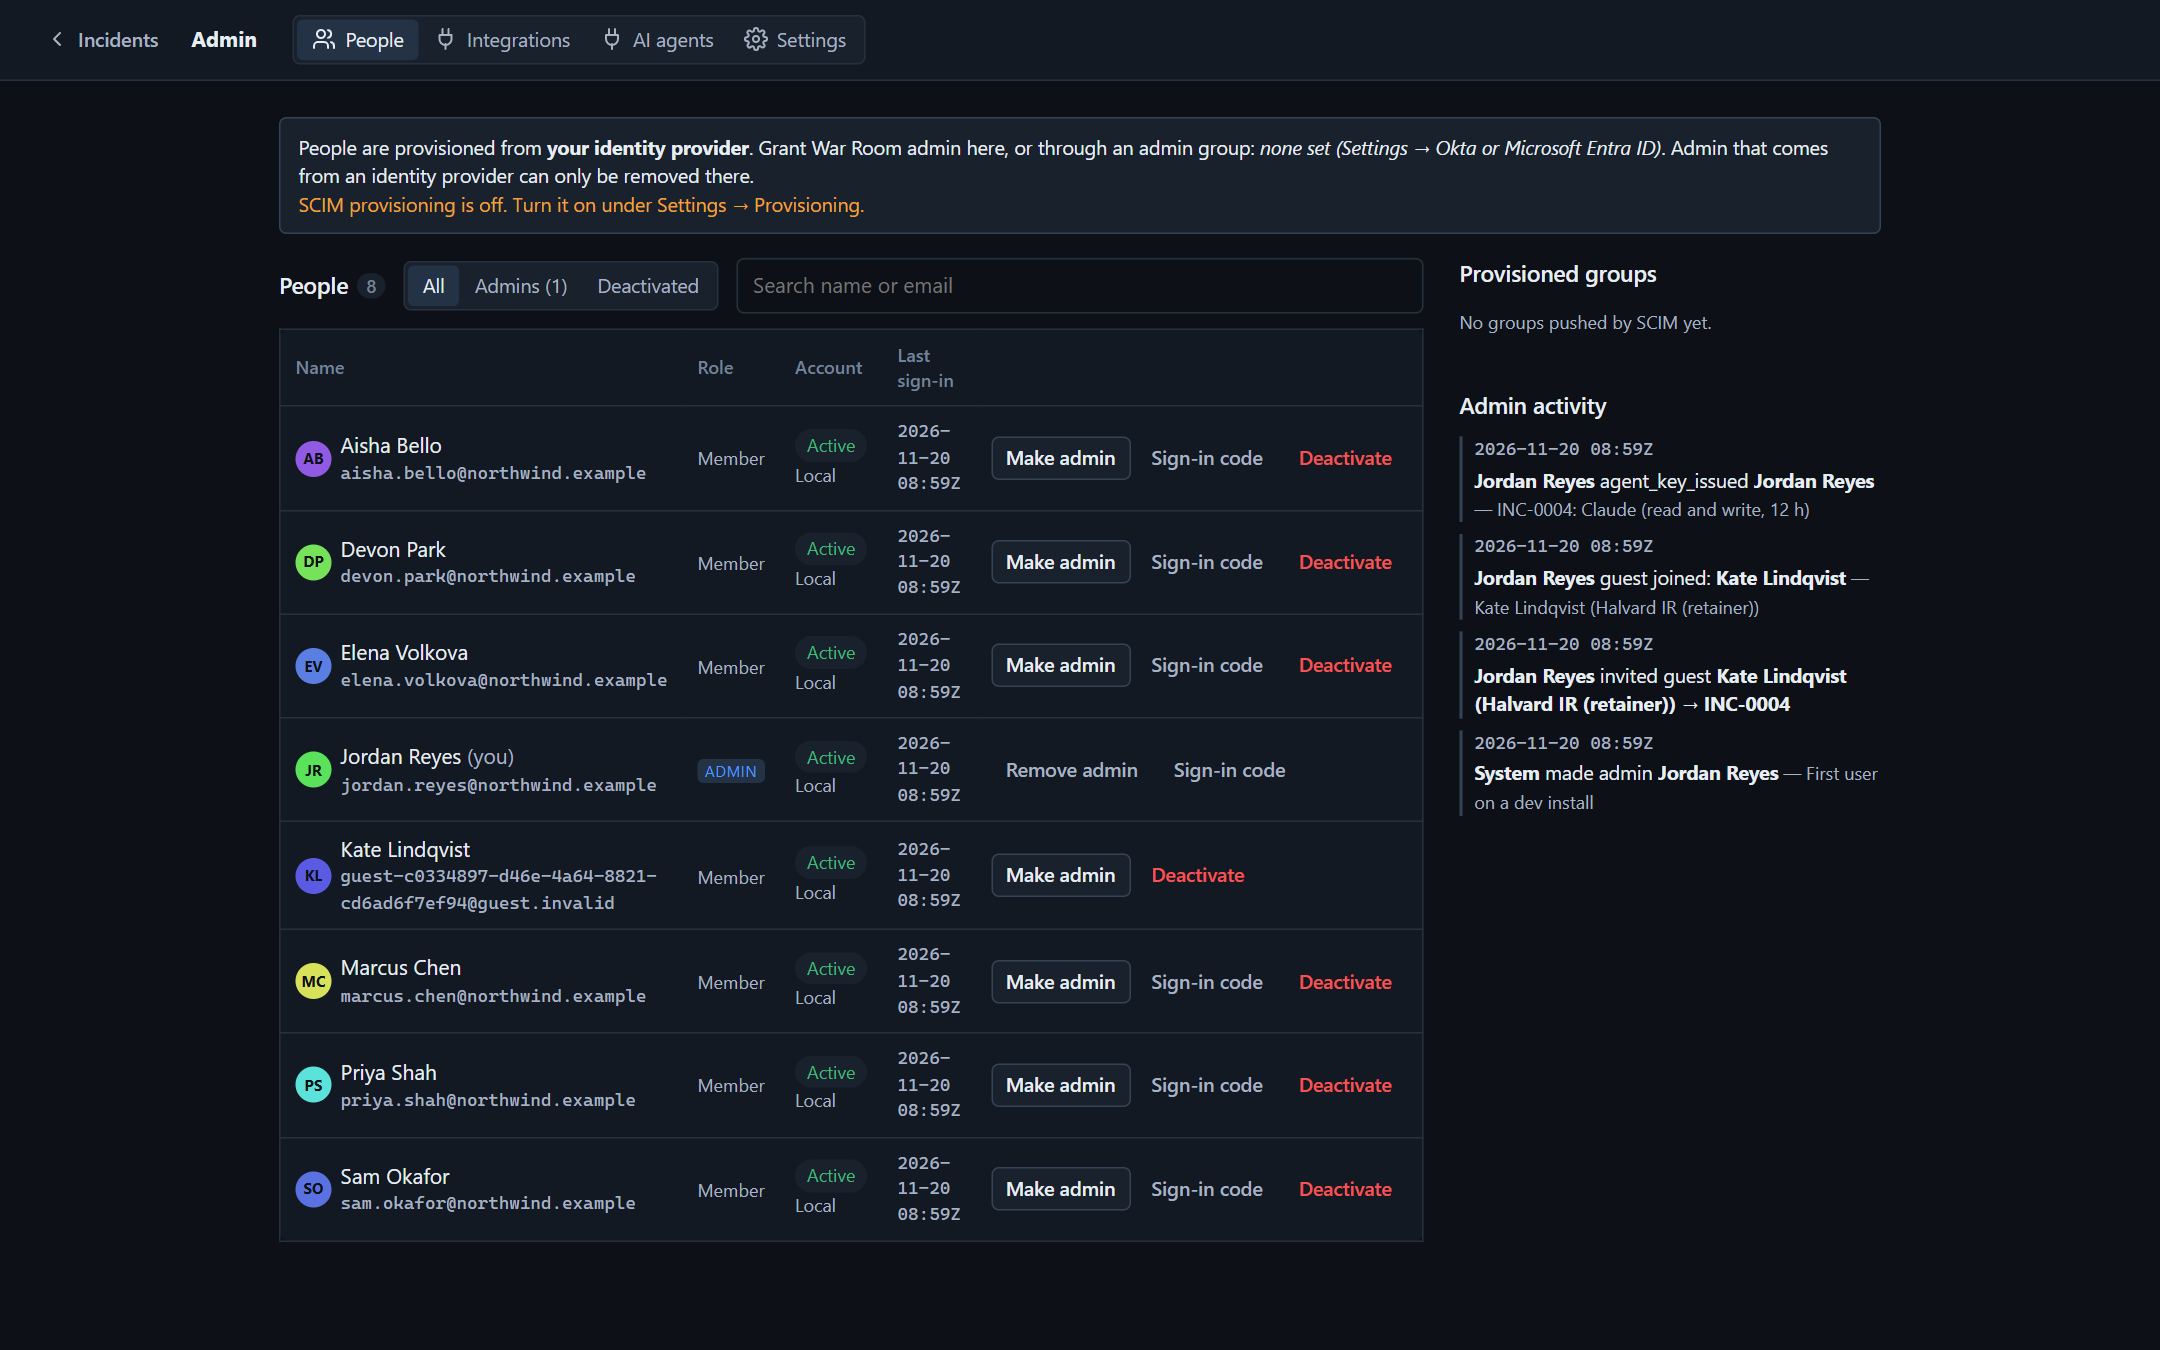 Incidents
Admin
People
Integrations
AI agents
Settings
People are provisioned from your identity provider. Grant War Room admin here, or through an admin group: none set (Settings → Okta or Microsoft Entra ID). Admin that comes
from an identity provider can only be removed there.
SCIM provisioning is off. Turn it on under Settings → Provisioning.
People 8
All
Admins (1)
Deactivated
Search name or email
Name
Role
Account
Last
sign-in
AB
Aisha Bello
aisha.bello@northwind.example
Member
Active
Local
2026-
11-20
08:59Z
Make admin
Sign-in code
Deactivate
DP
Devon Park
devon.park@northwind.example
Member
Active
Local
2026-
11-20
08:59Z
Make admin
Sign-in code
Deactivate
EV
Elena Volkova
elena.volkova@northwind.example
Member
Active
Local
2026-
11-20
08:59Z
Make admin
Sign-in code
Deactivate
JR
Jordan Reyes (you)
jordan.reyes@northwind.example
ADMIN
Active
Local
2026-
11-20
08:59Z
Remove admin
Sign-in code
KL
Kate Lindqvist
guest-c0334897-d46e-4a64-8821-
cd6ad6f7ef94@guest.invalid
Member
Active
Local
2026-
11-20
08:59Z
Make admin
Deactivate
MC
Marcus Chen
marcus.chen@northwind.example
Member
Active
Local
2026-
11-20
08:59Z
Make admin
Sign-in code
Deactivate
PS
Priya Shah
priya.shah@northwind.example
Member
Active
Local
2026-
11-20
08:59Z
Make admin
Sign-in code
Deactivate
SO
Sam Okafor
sam.okafor@northwind.example
Member
Active
Local
2026-
11-20
08:59Z
Make admin
Sign-in code
Deactivate
Provisioned groups
No groups pushed by SCIM yet.
Admin activity
2026-11-20 08:59Z
Jordan Reyes agent_key_issued Jordan Reyes
— INC-0004: Claude (read and write, 12 h)
2026-11-20 08:59Z
Jordan Reyes guest joined: Kate Lindqvist —
Kate Lindqvist (Halvard IR (retainer))
2026-11-20 08:59Z
Jordan Reyes invited guest Kate Lindqvist
(Halvard IR (retainer)) → INC-0004
2026-11-20 08:59Z
System made admin Jordan Reyes — First user
on a dev install